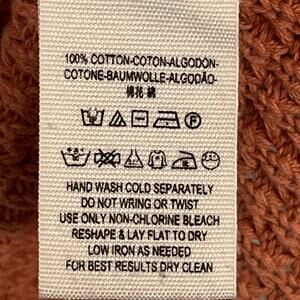 100% COTTON-COTON-ALGODÓN-
COTONE-BAUMWOLLE-ALGODÃO-
棉花 綿
HAND WASH COLD SEPARATELY
DO NOT WRING OR TWIST
USE ONLY NON-CHLORINE BLEACH
RESHAPE & LAY FLAT TO DRY
LOW IRON AS NEEDED
FOR BEST RESULTS DRY CLEAN